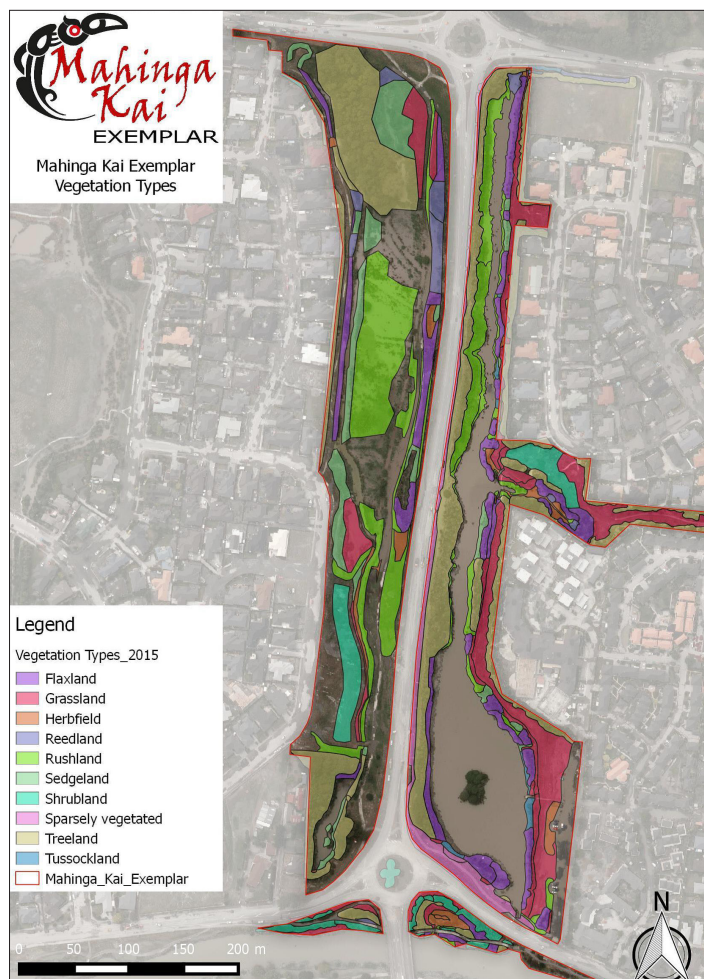 Mahinga
Kai
EXEMPLAR
Mahinga Kai Exemplar
Vegetation Types
Legend
Vegetation Types_2015
Flaxland
Grassland
Herbfield
Reedland
Rushland
Sedgeland
Shrubland
Sparsely vegetated
Treeland
Tussockland
Mahinga_Kai_Exemplar
0 50 100 150 200 m
N